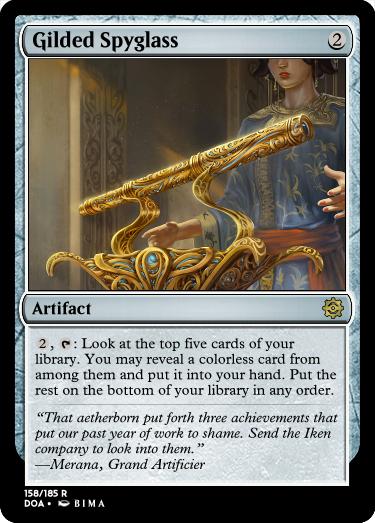 Gilded Spyglass 2
Artifact
2, T: Look at the top five cards of your
library. You may reveal a colorless card from
among them and put it into your hand. Put the
rest on the bottom of your library in any order.
“That aetherborn put forth three achievements that
put our past year of work to shame. Send the Iken
company to look into them.”
—Merana, Grand Artificier
158/185 R
DOA • BIMA